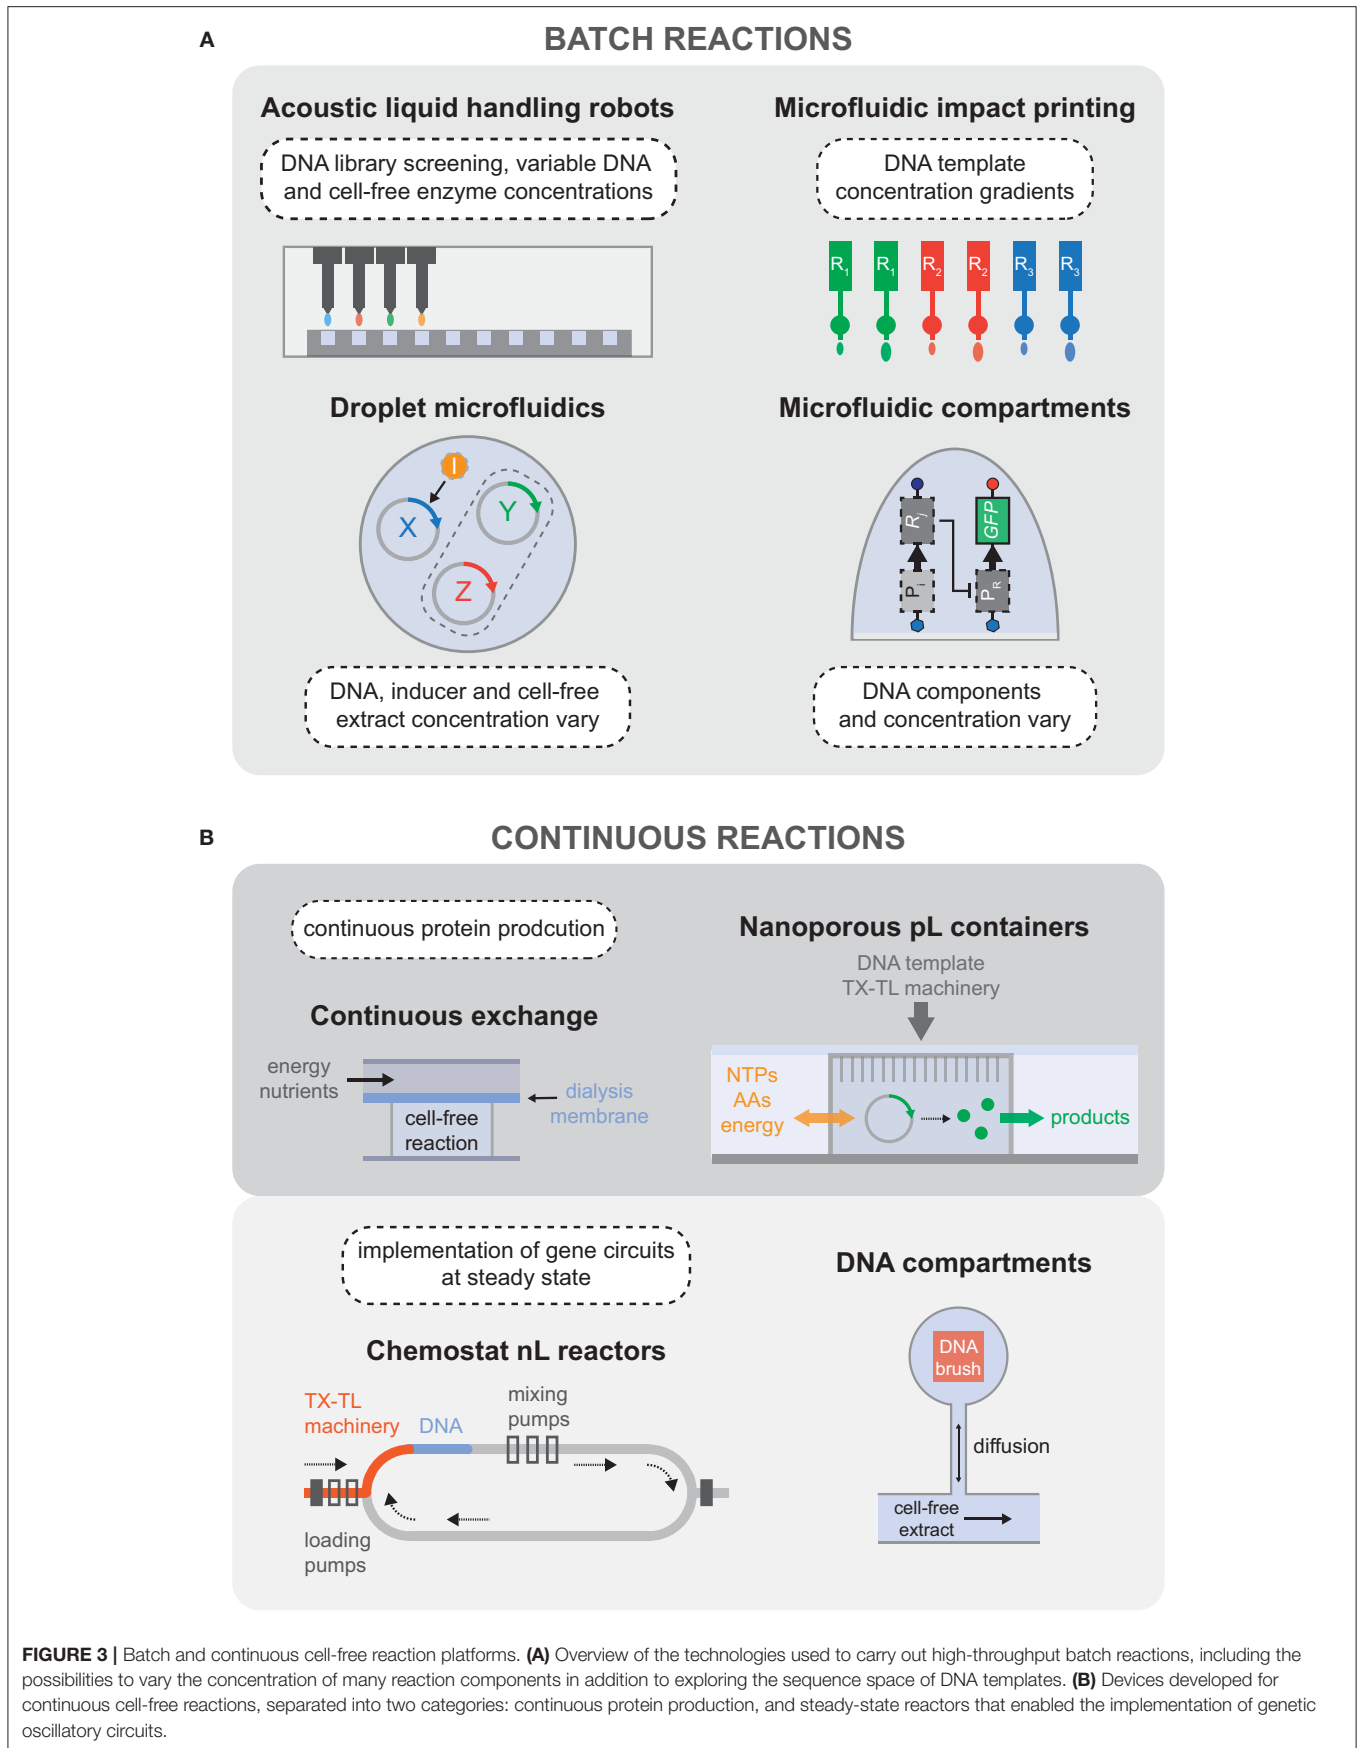 A
BATCH REACTIONS
Acoustic liquid handling robots
DNA library screening, variable DNA
and cell-free enzyme concentrations
Microfluidic impact printing
DNA template
concentration gradients
R1 R1 R2 R2 R3 R3
Droplet microfluidics
I
X
Y
Z
DNA, inducer and cell-free
extract concentration vary
Microfluidic compartments
Rj
GFP
Pi
PR
DNA components
and concentration vary
B
CONTINUOUS REACTIONS
continuous protein prodcution
Continuous exchange
energy
nutrients
dialysis
membrane
cell-free
reaction
Nanoporous pL containers
DNA template
TX-TL machinery
NTPs
AAs
energy
products
implementation of gene circuits
at steady state
Chemostat nL reactors
TX-TL
machinery
DNA
mixing
pumps
loading
pumps
DNA compartments
DNA
brush
diffusion
cell-free
extract
FIGURE 3 | Batch and continuous cell-free reaction platforms. (A) Overview of the technologies used to carry out high-throughput batch reactions, including the
possibilities to vary the concentration of many reaction components in addition to exploring the sequence space of DNA templates. (B) Devices developed for
continuous cell-free reactions, separated into two categories: continuous protein production, and steady-state reactors that enabled the implementation of genetic
oscillatory circuits.